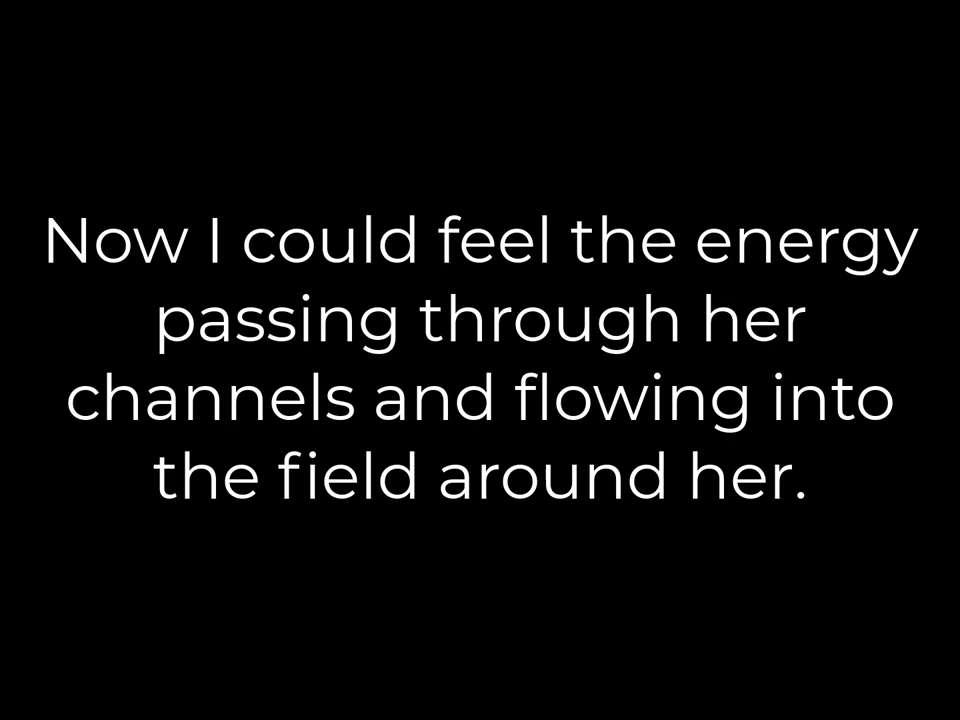 Now I could feel the energy
passing through her
channels and flowing into
the field around her.